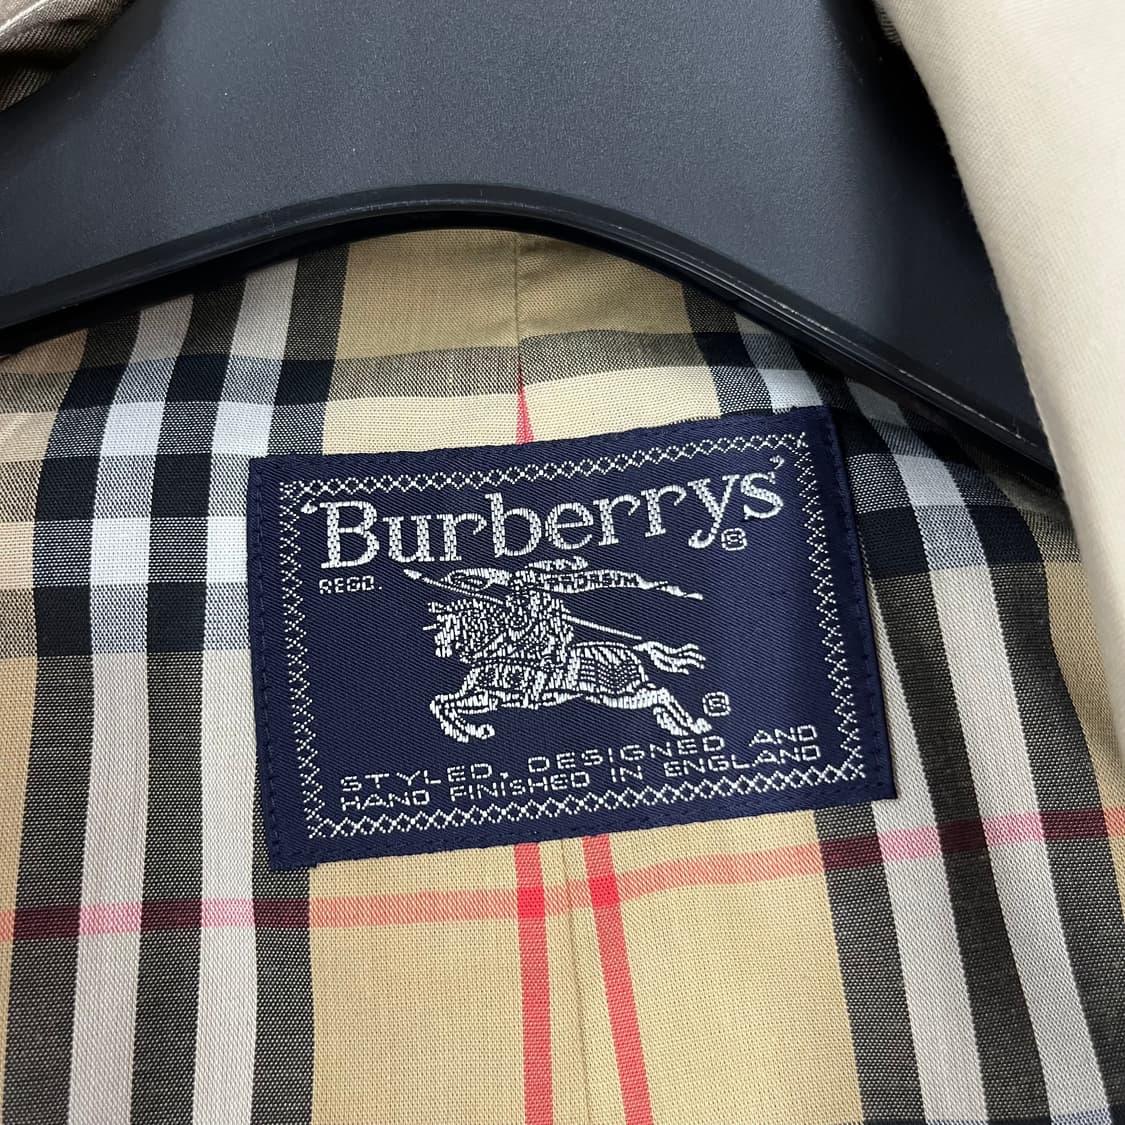 'Burberrys'
REGD.
PRORSUM
STYLED, DESIGNED AND
HAND FINISHED IN ENGLAND